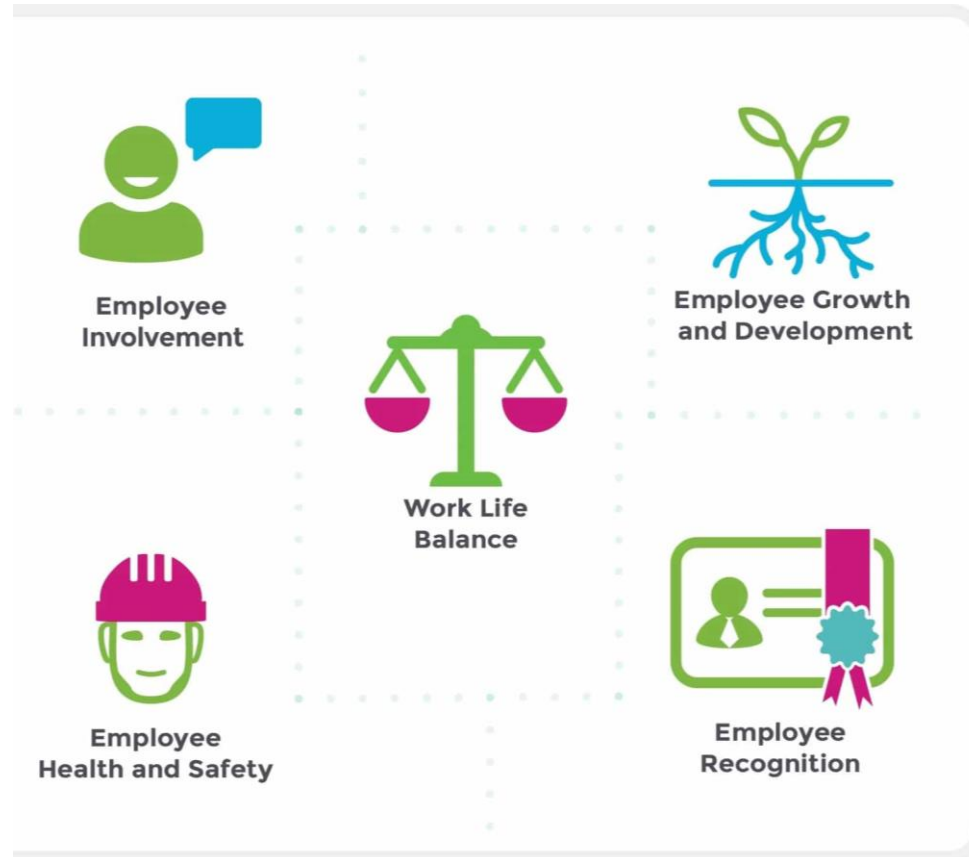 Employee
Involvement
Employee Growth
and Development
Work Life
Balance
Employee
Health and Safety
Employee
Recognition